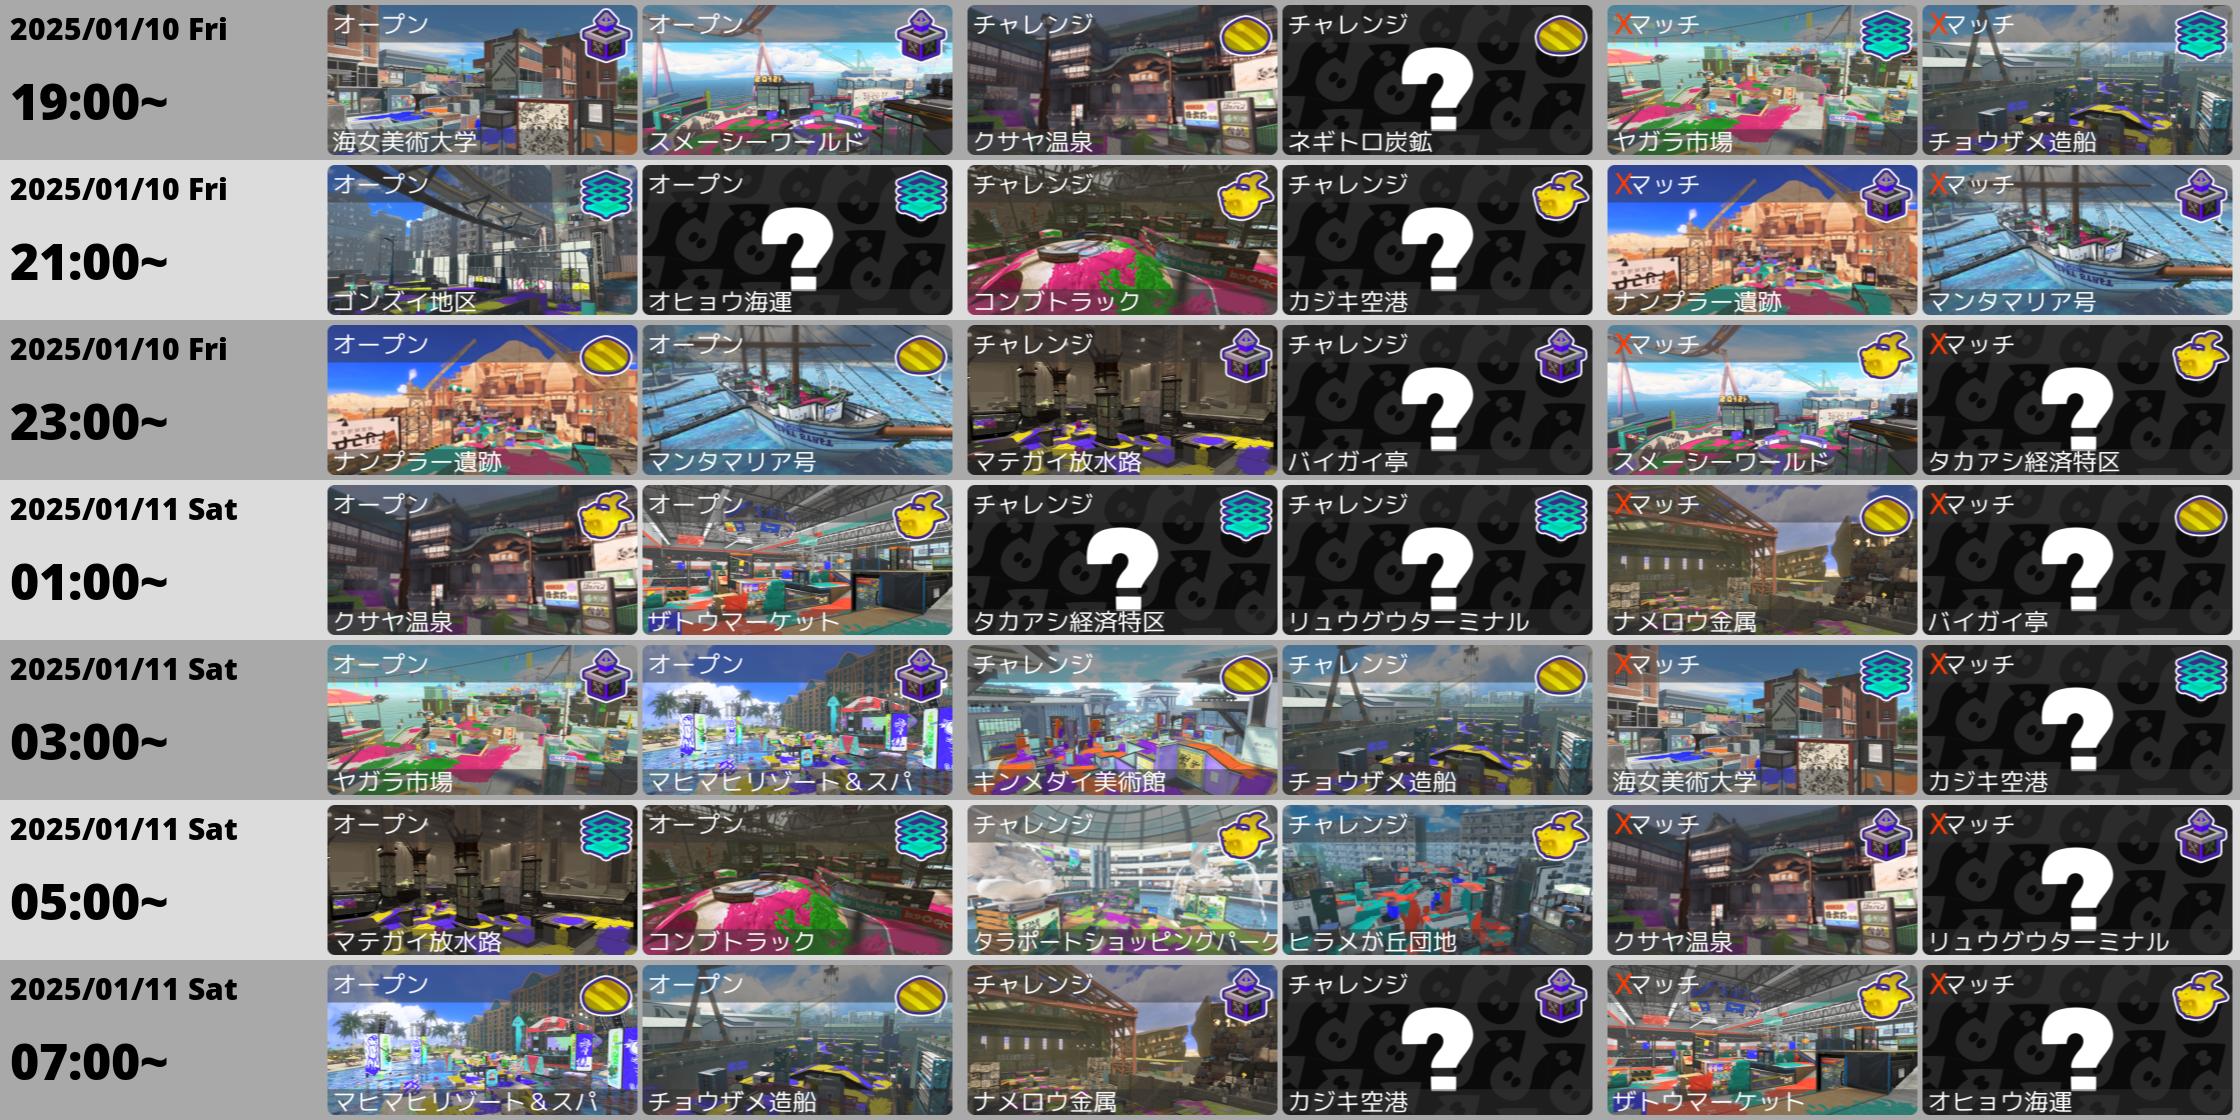 2025/01/10 Fri
19:00~
オープン
海女美術大学
オープン
スメーシーワールド
チャレンジ
クサヤ温泉
チャレンジ
ネギトロ炭鉱
Xマッチ
ヤガラ市場
Xマッチ
チョウザメ造船
2025/01/10 Fri
21:00~
オープン
ゴンズイ地区
オープン
?
オヒョウ海運
チャレンジ
コンブトラック
チャレンジ
?
カジキ空港
Xマッチ
ナンプラー遺跡
Xマッチ
マンタマリア号
2025/01/10 Fri
23:00~
オープン
ナンプラー遺跡
オープン
マンタマリア号
チャレンジ
マテガイ放水路
チャレンジ
?
バイガイ亭
Xマッチ
スメーシーワールド
Xマッチ
?
タカアシ経済特区
2025/01/11 Sat
01:00~
オープン
クサヤ温泉
オープン
ザトウマーケット
チャレンジ
?
タカアシ経済特区
チャレンジ
?
リュウグウターミナル
Xマッチ
ナメロウ金属
Xマッチ
?
バイガイ亭
2025/01/11 Sat
03:00~
オープン
ヤガラ市場
オープン
マヒマヒリゾート＆スパ
チャレンジ
キンメダイ美術館
チャレンジ
チョウザメ造船
Xマッチ
海女美術大学
Xマッチ
?
カジキ空港
2025/01/11 Sat
05:00~
オープン
マテガイ放水路
オープン
コンブトラック
チャレンジ
タラポートショッピングパーク
チャレンジ
ヒラメが丘団地
Xマッチ
クサヤ温泉
Xマッチ
?
リュウグウターミナル
2025/01/11 Sat
07:00~
オープン
マヒマヒリゾート＆スパ
オープン
チョウザメ造船
チャレンジ
ナメロウ金属
チャレンジ
?
カジキ空港
Xマッチ
ザトウマーケット
Xマッチ
?
オヒョウ海運